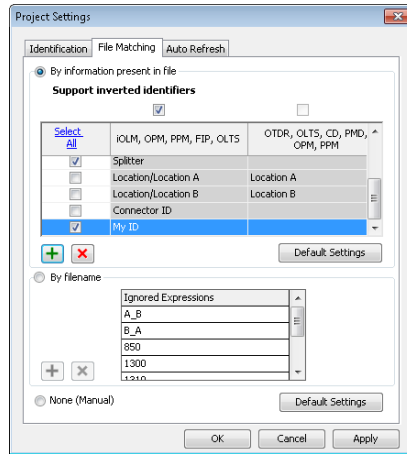 Project Settings
Identification File Matching Auto Refresh
By information present in file
Support inverted identifiers
Select All iOLM, OPM, PPM, FIP, OLTS OTDR, OLTS, CD, PMD, OPM, PPM
Splitter
Location/Location A Location A
Location/Location B Location B
Connector ID
My ID
Default Settings
By filename
Ignored Expressions
A_B
B_A
850
1300
1310
None (Manual) Default Settings
OK Cancel Apply